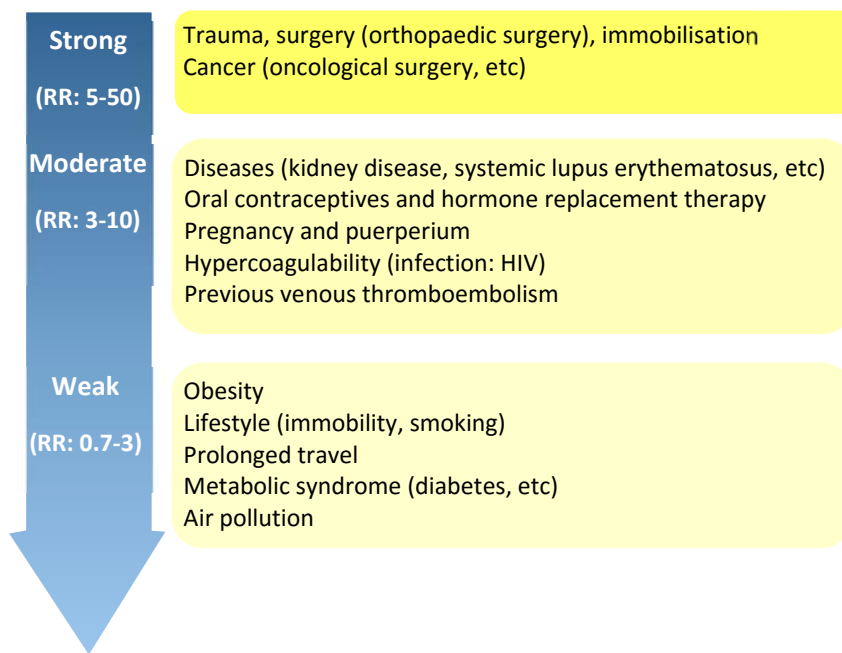 Strong
(RR: 5-50)
Trauma, surgery (orthopaedic surgery), immobilisation
Cancer (oncological surgery, etc)
Moderate
(RR: 3-10)
Diseases (kidney disease, systemic lupus erythematosus, etc)
Oral contraceptives and hormone replacement therapy
Pregnancy and puerperium
Hypercoagulability (infection: HIV)
Previous venous thromboembolism
Weak
(RR: 0.7-3)
Obesity
Lifestyle (immobility, smoking)
Prolonged travel
Metabolic syndrome (diabetes, etc)
Air pollution